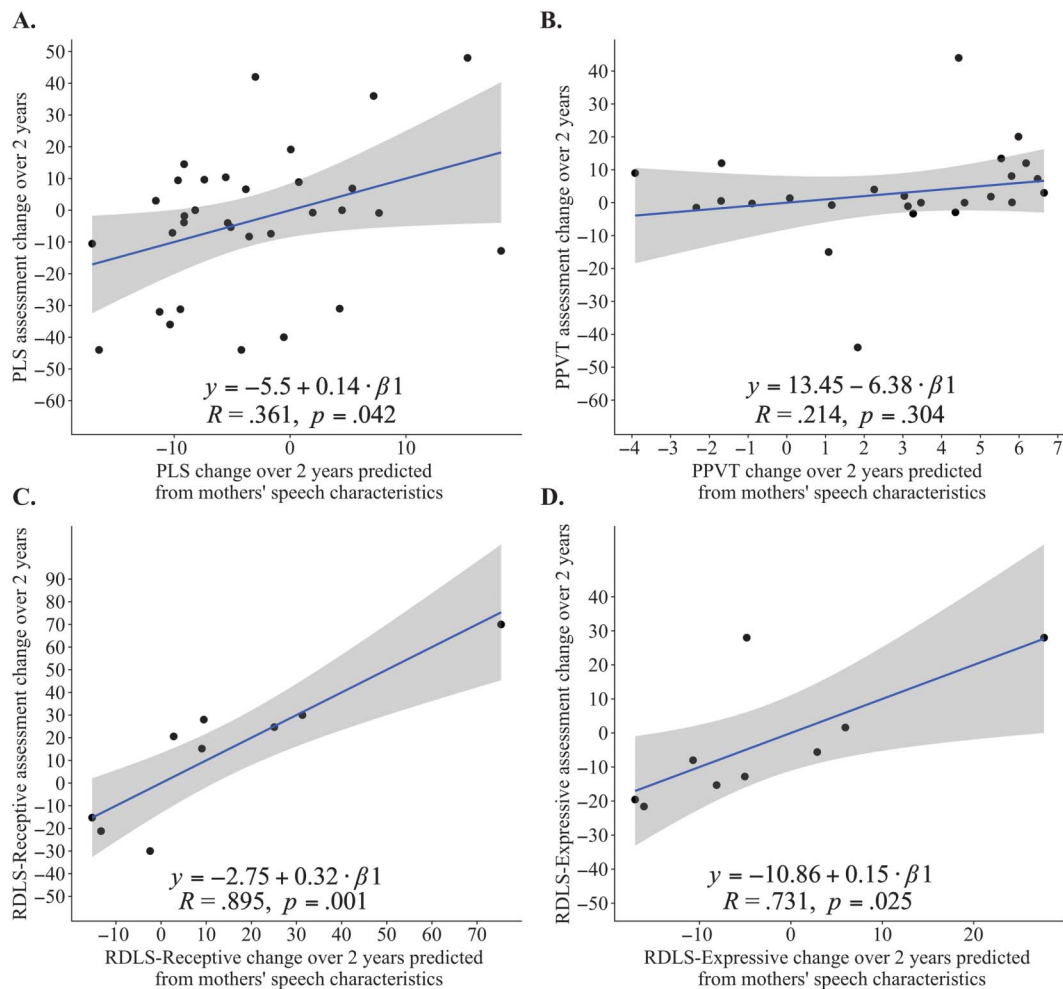 A.
PLS assessment change over 2 years
50
40
30
20
10
0
−10
−20
−30
−40
−50
−60
y = −5.5 + 0.14 · β1
R = .361, p = .042
−10 0 10
PLS change over 2 years predicted
from mothers' speech characteristics
B.
PPVT assessment change over 2 years
50
40
30
20
10
0
−10
−20
−30
−40
−50
−60
y = 13.45 − 6.38 · β1
R = .214, p = .304
−4 −3 −2 −1 0 1 2 3 4 5 6 7
PPVT change over 2 years predicted
from mothers' speech characteristics
C.
RDLS-Receptive assessment change over 2 years
90
80
70
60
50
40
30
20
10
0
−10
−20
−30
−40
−50
y = −2.75 + 0.32 · β1
R = .895, p = .001
−10 0 10 20 30 40 50 60 70
RDLS-Receptive change over 2 years predicted
from mothers' speech characteristics
D.
RDLS-Expressive assessment change over 2 years
40
30
20
10
0
−10
−20
−30
−40
−50
y = −10.86 + 0.15 · β1
R = .731, p = .025
−10 0 10 20
RDLS-Expressive change over 2 years predicted
from mothers' speech characteristics